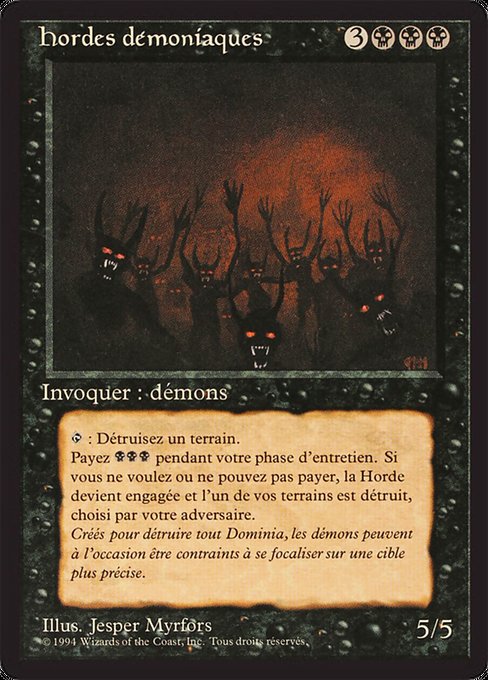 Hordes démoniaques 3
Invoquer : démons
: Détruisez un terrain.
Payez pendant votre phase d'entretien. Si
vous ne voulez ou ne pouvez pas payer, la Horde
devient engagée et l'un de vos terrains est détruit,
choisi par votre adversaire.
Créés pour détruire tout Dominia, les démons peuvent
à l'occasion être contraints à se focaliser sur une cible
plus précise.
Illus. Jesper Myrfors
5/5
© 1994 Wizards of the Coast, Inc. Tous droits réservés.